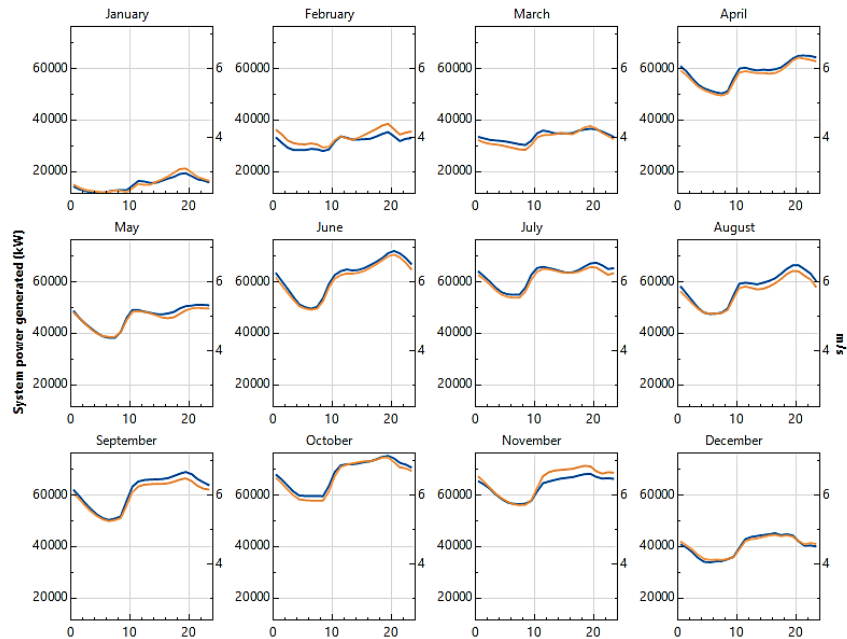 January February March April
60000 60000 60000 60000
6 6 6 6
40000 40000 40000 40000
4 4 4 4
20000 20000 20000 20000
0 10 20 0 10 20 0 10 20 0 10 20
May June July August
System power generated (kW)
60000 60000 60000 60000
6 6 6 6
40000 40000 40000 40000
4 4 4 4
m/s
20000 20000 20000 20000
0 10 20 0 10 20 0 10 20 0 10 20
September October November December
60000 60000 60000 60000
6 6 6 6
40000 40000 40000 40000
4 4 4 4
20000 20000 20000 20000
0 10 20 0 10 20 0 10 20 0 10 20